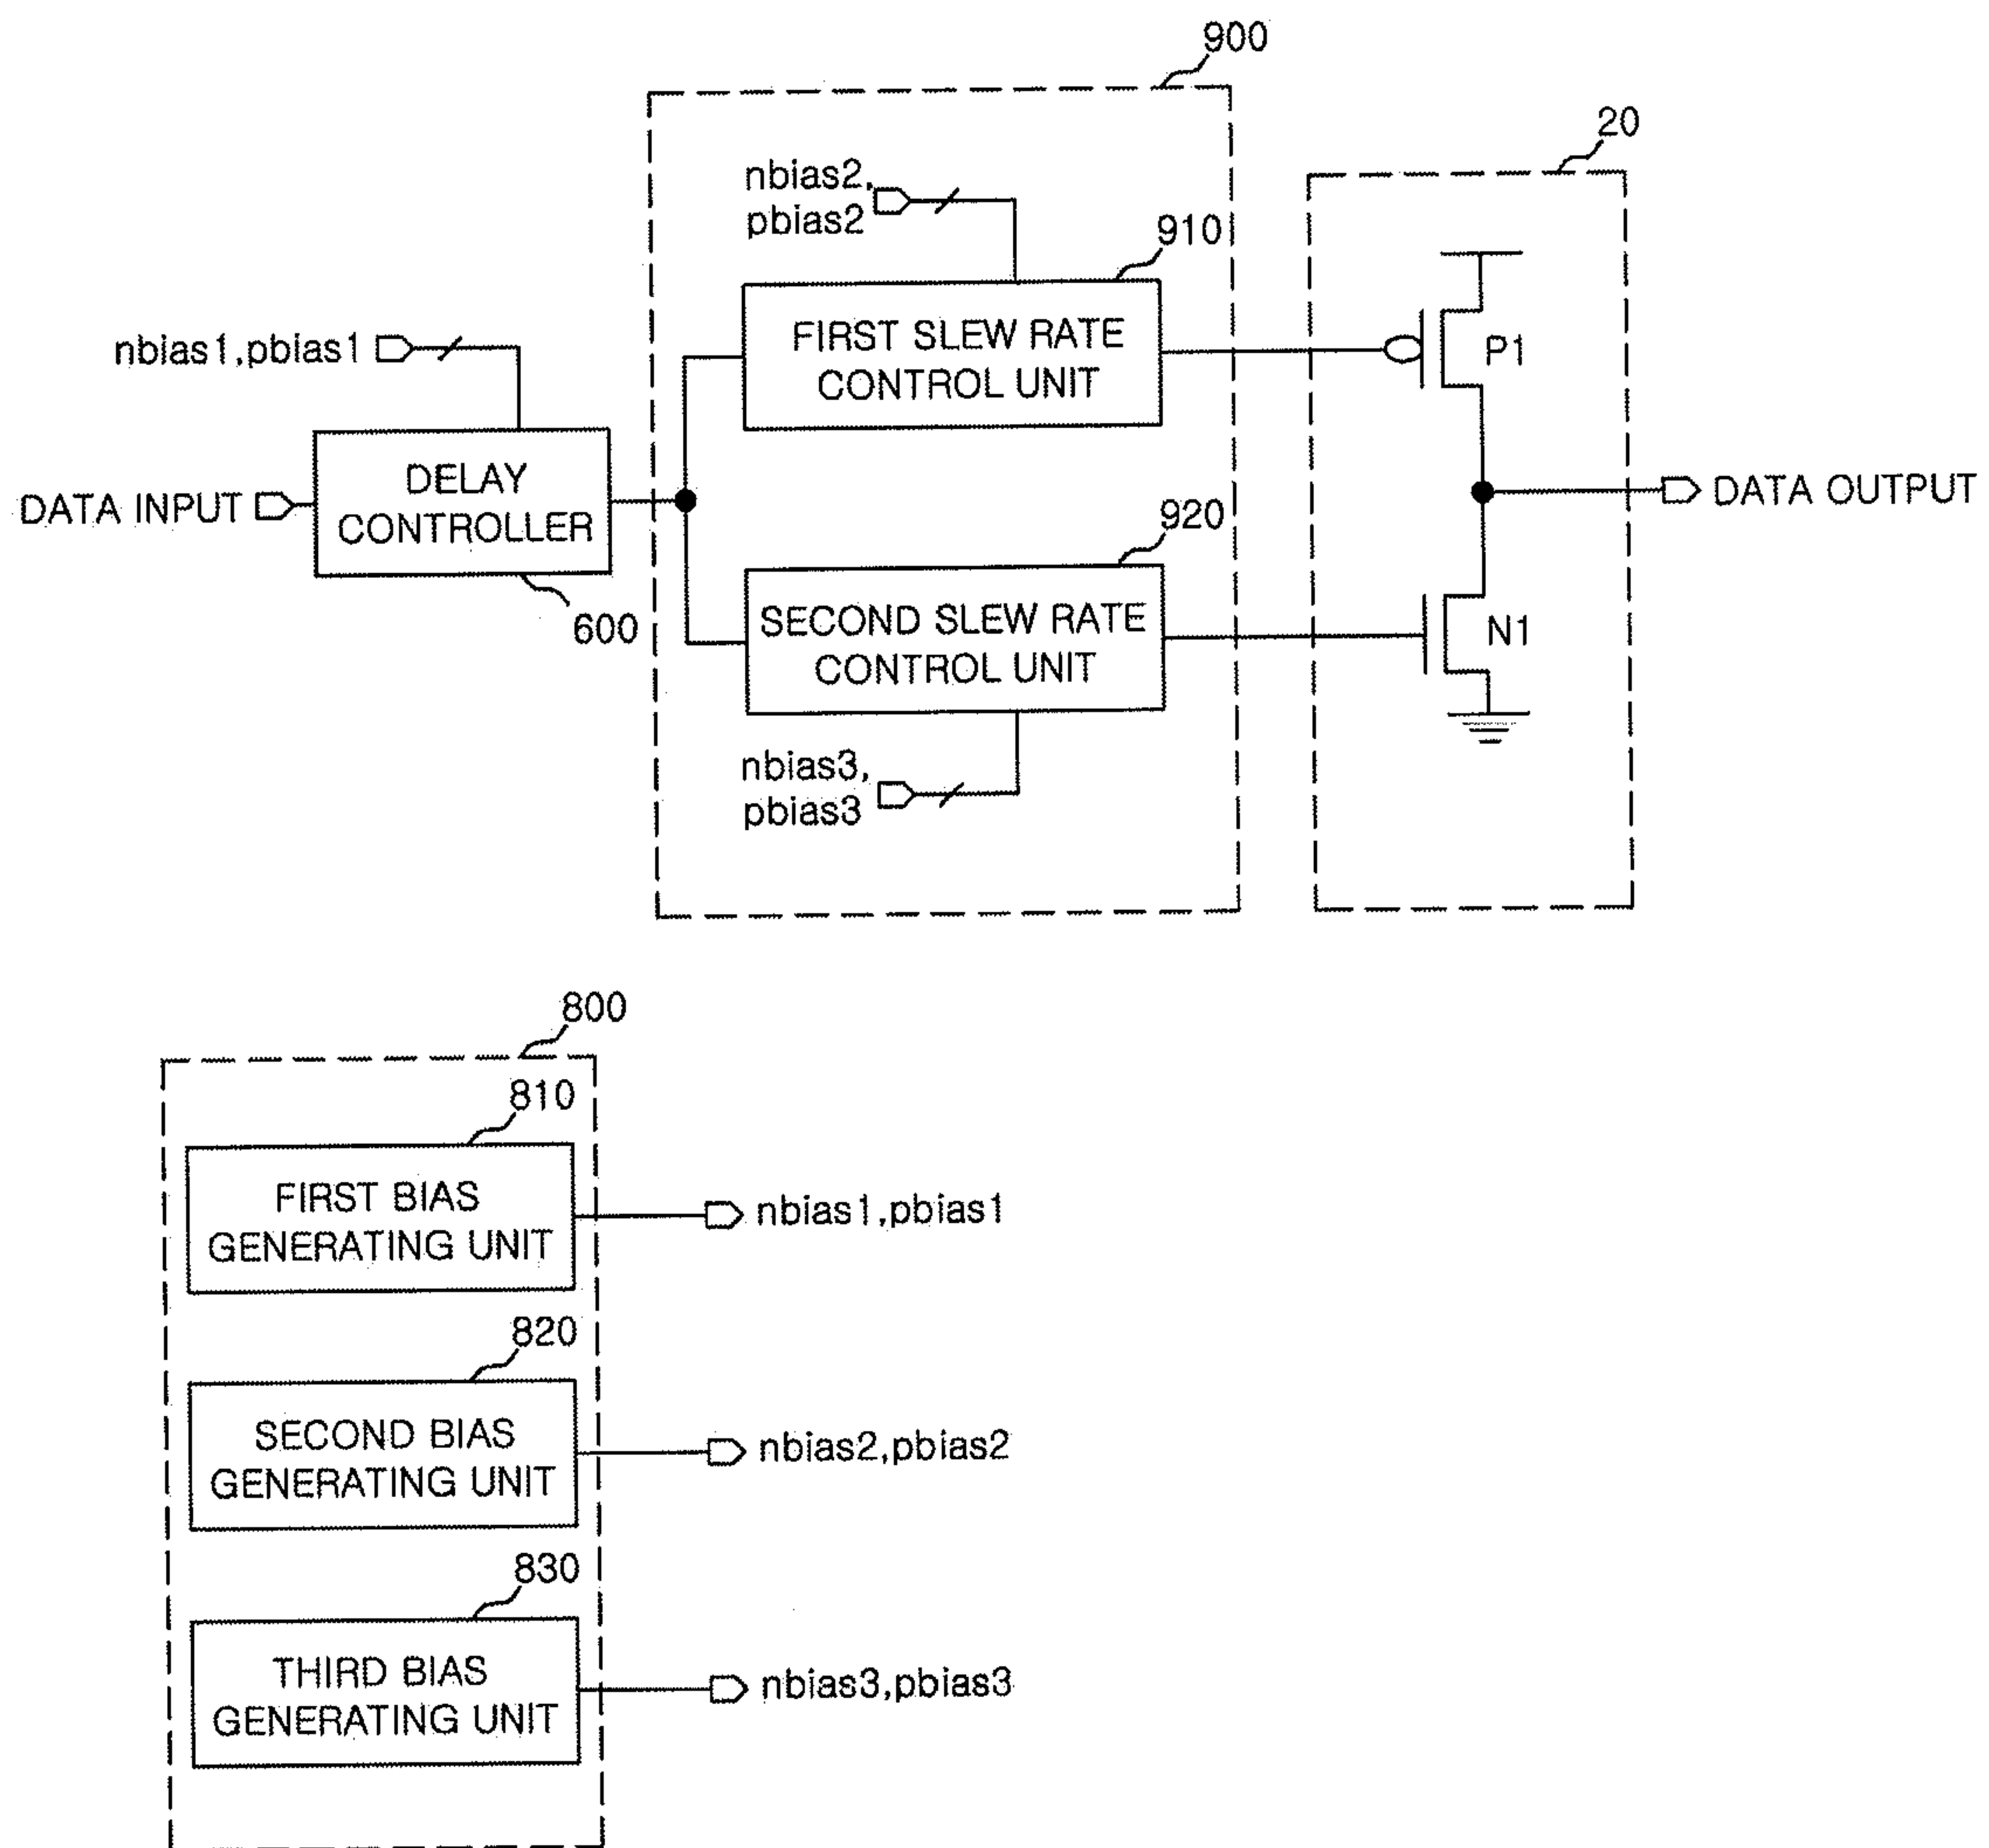 900
20
nbias2,
pbias2
910
FIRST SLEW RATE
CONTROL UNIT
P1
nbias1,pbias1
DELAY
CONTROLLER
DATA INPUT
600
DATA OUTPUT
920
SECOND SLEW RATE
CONTROL UNIT
N1
nbias3,
pbias3
800
810
FIRST BIAS
GENERATING UNIT
nbias1,pbias1
820
SECOND BIAS
GENERATING UNIT
nbias2,pbias2
830
THIRD BIAS
GENERATING UNIT
nbias3,pbias3